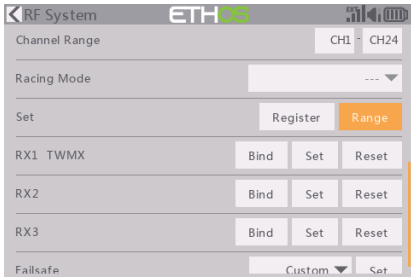 RF System ETHOS
Channel Range CH1 - CH24
Racing Mode ---
Set Register Range
RX1 TWMX Bind Set Reset
RX2 Bind Set Reset
RX3 Bind Set Reset
Failsafe Custom Set